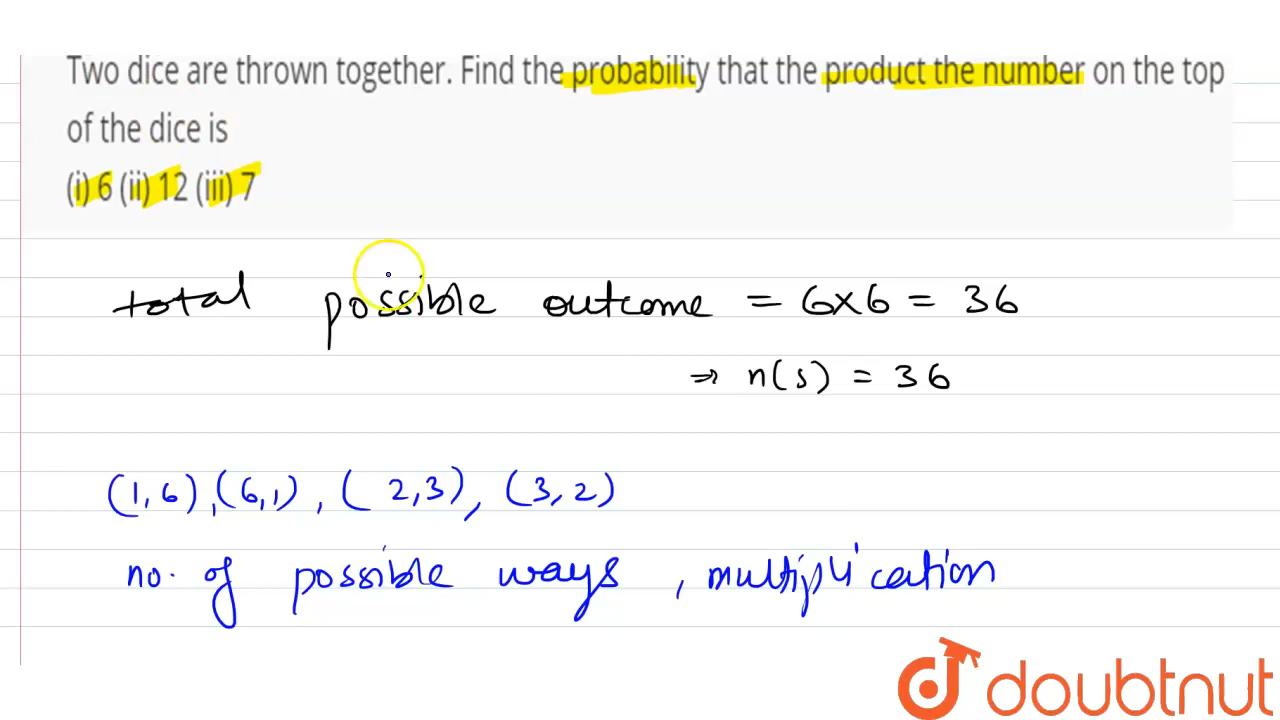 Two dice are thrown together. Find the probability that the product the number on the top
of the dice is
(i) 6 (ii) 12 (iii) 7
total possible outcome = 6x6 = 36
⇒ n(s) = 36
(1,6), (6,1), (2,3), (3,2)
no. of possible ways, multiplication
doubtnut